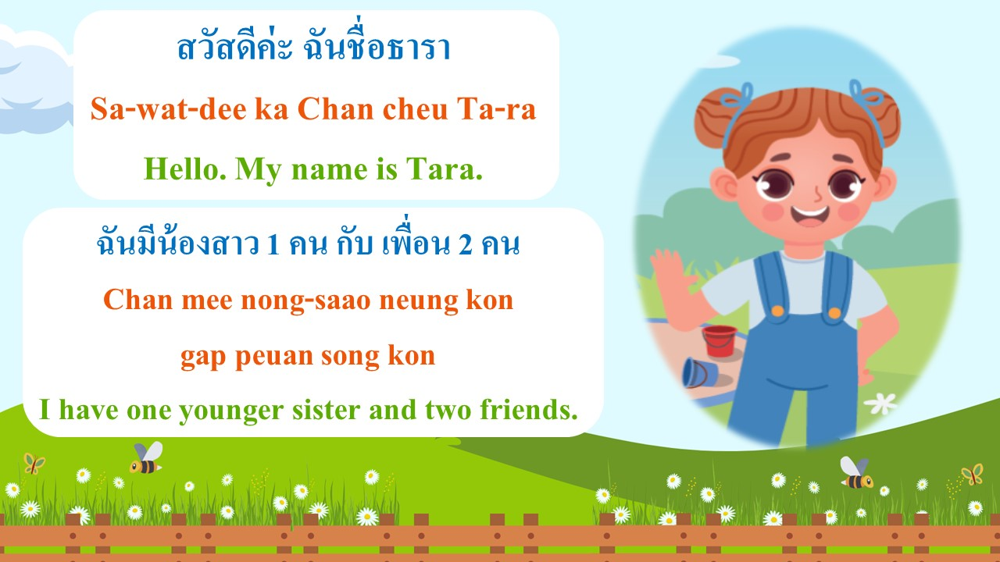 สวัสดีค่ะ ฉันชื่อธารา
Sa-wat-dee ka Chan cheu Ta-ra
Hello. My name is Tara.
ฉันมีน้องสาว 1 คน กับ เพื่อน 2 คน
Chan mee nong-saao neung kon
gap peuan song kon
I have one younger sister and two friends.